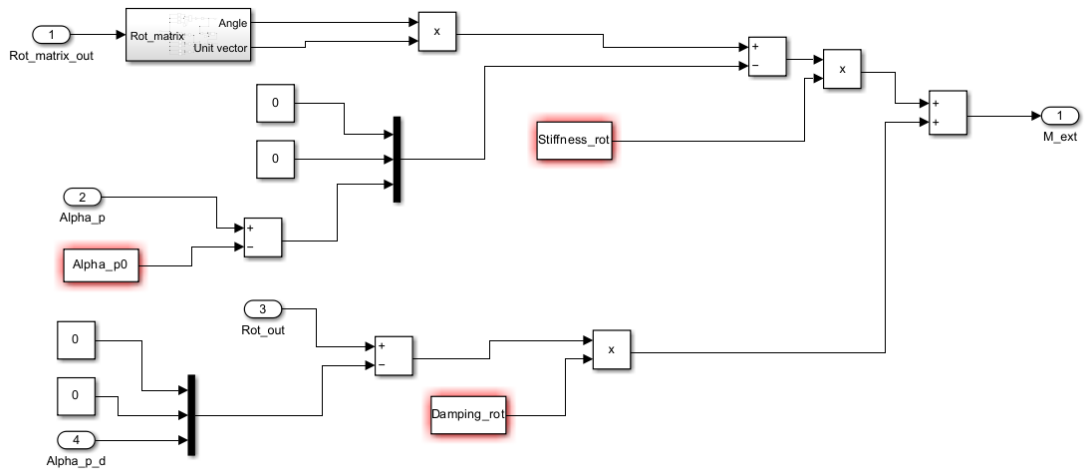 1
Rot_matrix_out
Rot_matrix
Angle
Unit vector
x
+
−
x
0
0
Stiffness_rot
+
+
1
M_ext
2
Alpha_p
+
−
Alpha_p0
3
Rot_out
+
−
x
0
0
Damping_rot
4
Alpha_p_d